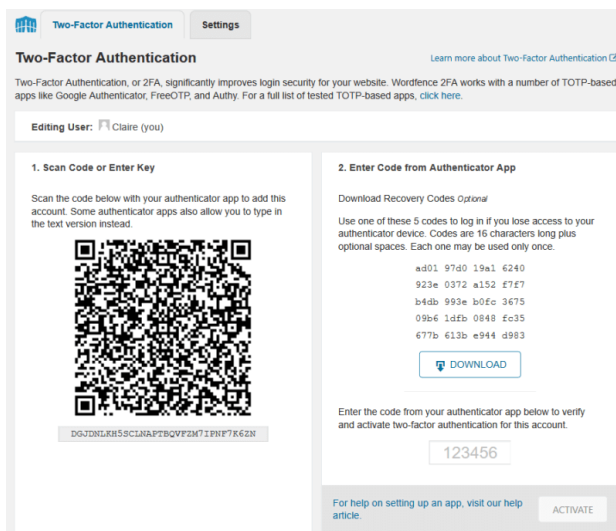 Two-Factor Authentication
Settings
Two-Factor Authentication
Learn more about Two-Factor Authentication
Two-Factor Authentication, or 2FA, significantly improves login security for your website. Wordfence 2FA works with a number of TOTP-based
apps like Google Authenticator, FreeOTP, and Authy. For a full list of tested TOTP-based apps, click here.
Editing User: Claire (you)
1. Scan Code or Enter Key
Scan the code below with your authenticator app to add this
account. Some authenticator apps also allow you to type in
the text version instead.
DGJDNLKH5SCLNAPTBQVFZM7IPNF7K6ZN
2. Enter Code from Authenticator App
Download Recovery Codes Optional
Use one of these 5 codes to log in if you lose access to your
authenticator device. Codes are 16 characters long plus
optional spaces. Each one may be used only once.
ad01 97d0 19a1 6240
923e 0372 a152 f7f7
b4db 993e b0fc 3675
09b6 1dfb 0848 fc35
677b 613b e944 d983
DOWNLOAD
Enter the code from your authenticator app below to verify
and activate two-factor authentication for this account.
123456
For help on setting up an app, visit our help
article.
ACTIVATE